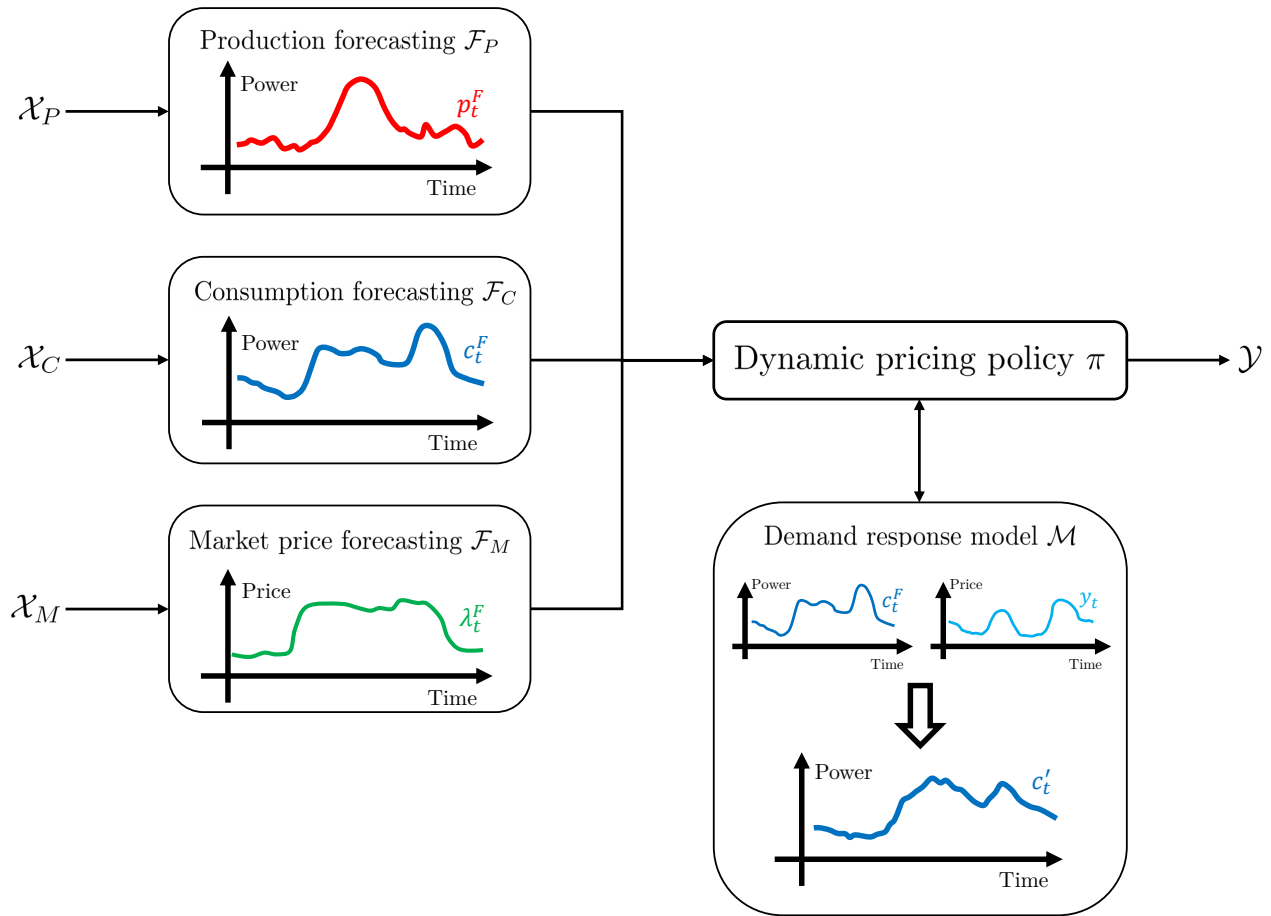 Production forecasting 𝓕_P
Power
p_t^F
𝒳_P
Time
Consumption forecasting 𝓕_C
Power
c_t^F
𝒳_C
Time
Dynamic pricing policy π
𝒴
Market price forecasting 𝓕_M
Price
λ_t^F
𝒳_M
Time
Demand response model 𝓜
Power
c_t^F
Time
Price
y_t
Time
Power
c_t'
Time